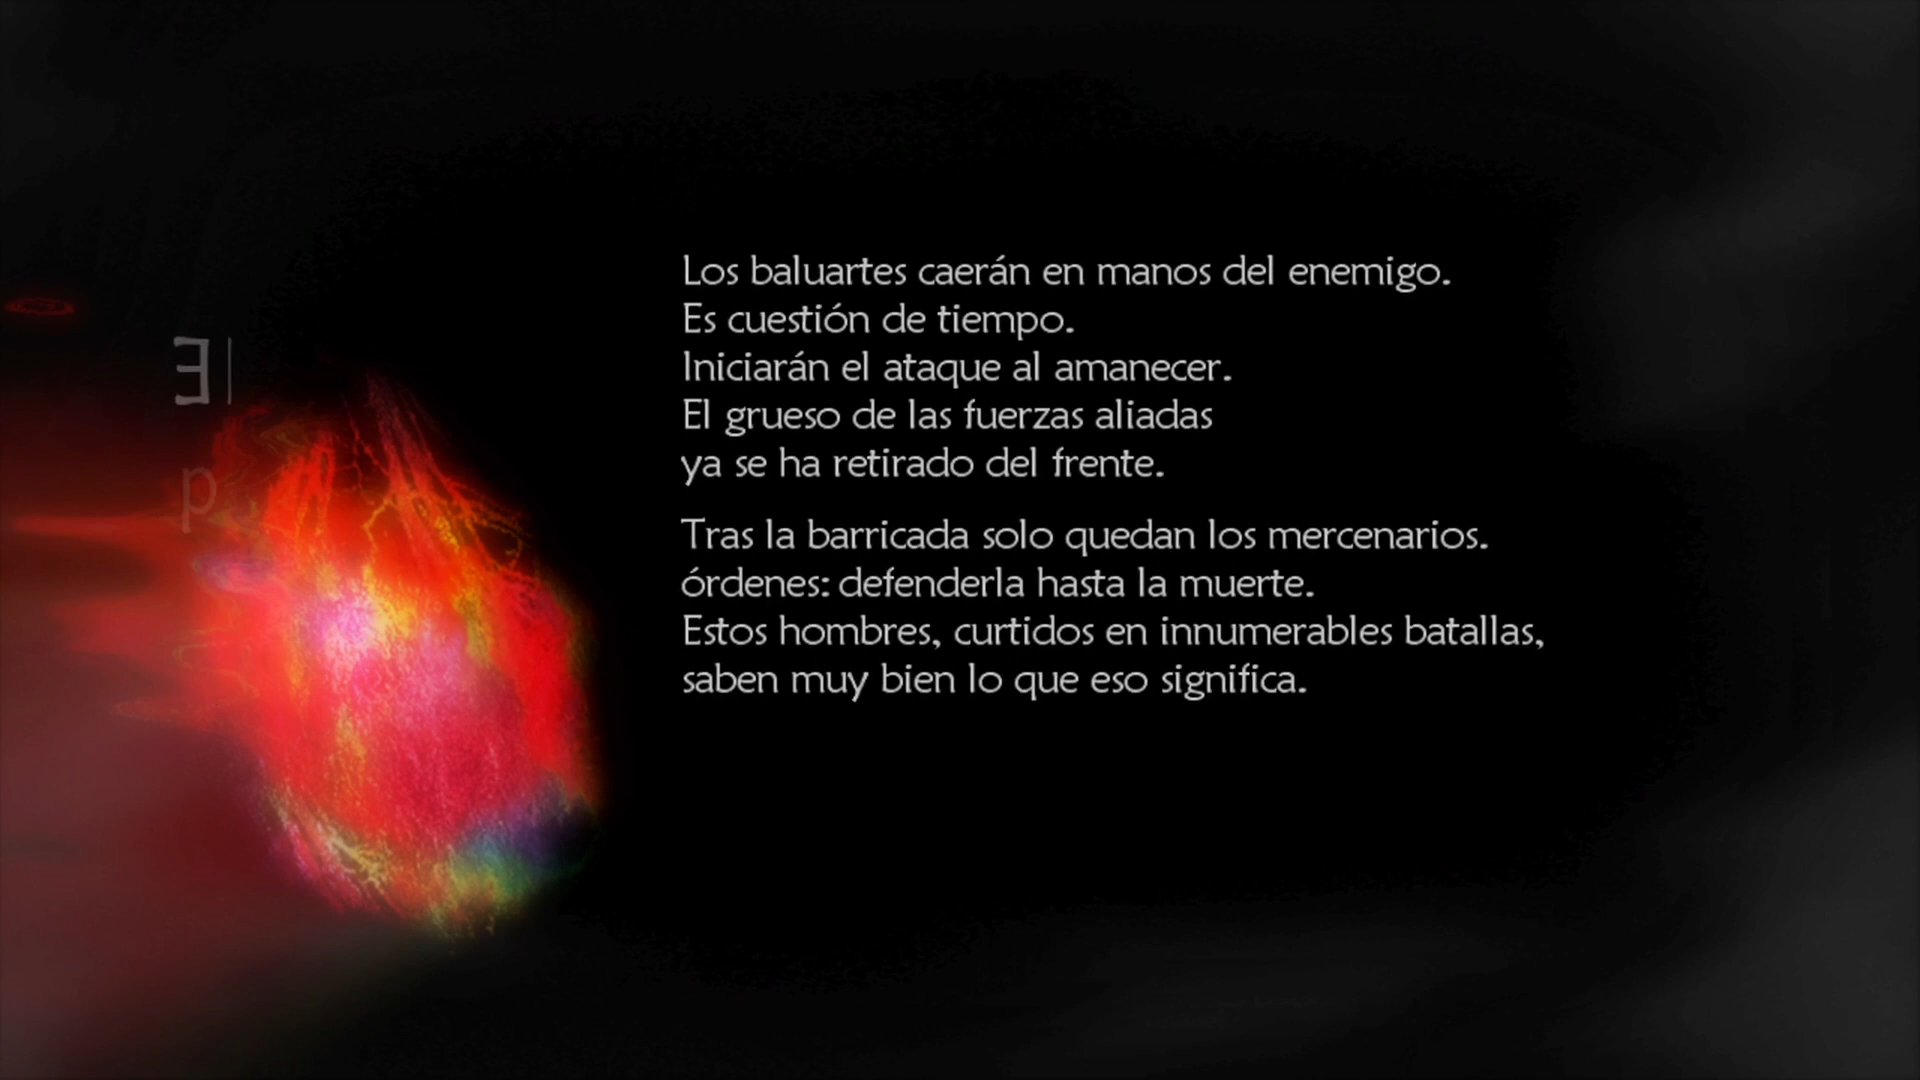 Los baluartes caerán en manos del enemigo.
Es cuestión de tiempo.
Iniciarán el ataque al amanecer.
El grueso de las fuerzas aliadas
ya se ha retirado del frente.
Tras la barricada solo quedan los mercenarios.
órdenes: defenderla hasta la muerte.
Estos hombres, curtidos en innumerables batallas,
saben muy bien lo que eso significa.